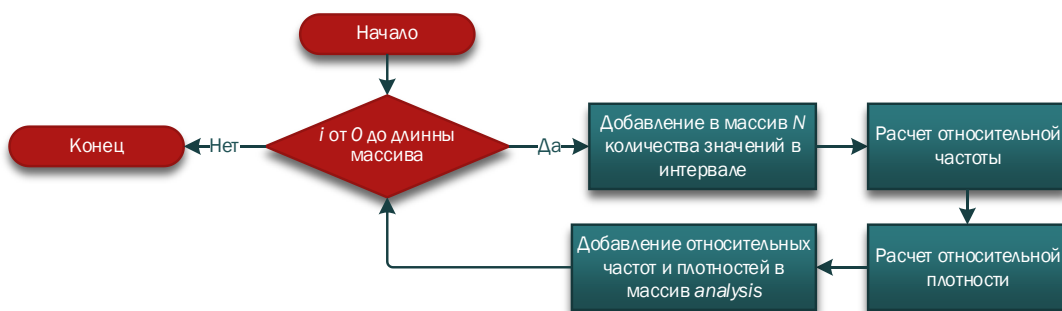 Начало
i от 0 до длинны
массива
Нет
Конец
Да
Добавление в массив N
количества значений в
интервале
Расчет относительной
частоты
Расчет относительной
плотности
Добавление относительных
частот и плотностей в
массив analysis